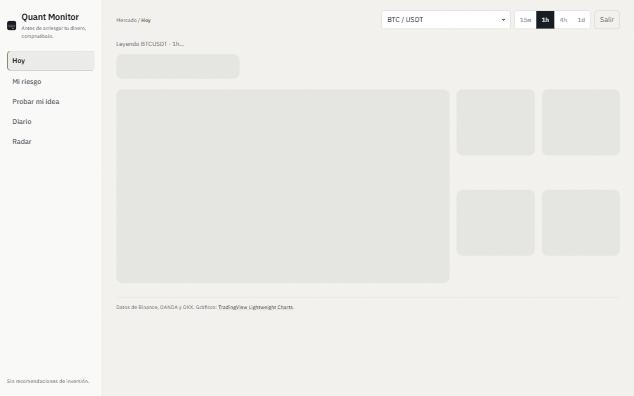 Quant Monitor
Antes de arriesgar tu dinero,
compruébalo.
Hoy
Mi riesgo
Probar mi idea
Diario
Radar
Sin recomendaciones de inversión.
Mercado / Hoy
BTC / USDT
15m 1h 4h 1d
Salir
Leyendo BTCUSDT · 1h…
Datos de Binance, OANDA y OKX. Gráficos: TradingView Lightweight Charts.